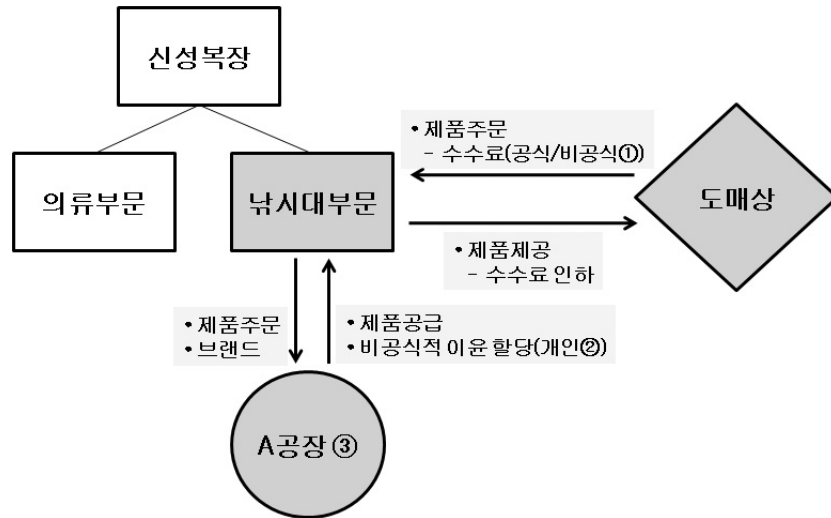 신성복장
의류부문
낚시대부문
• 제품주문
- 수수료(공식/비공식①)
도매상
• 제품제공
- 수수료 인하
• 제품주문
• 브랜드
• 제품공급
• 비공식적 이윤 할당(개인②)
A공장 ③